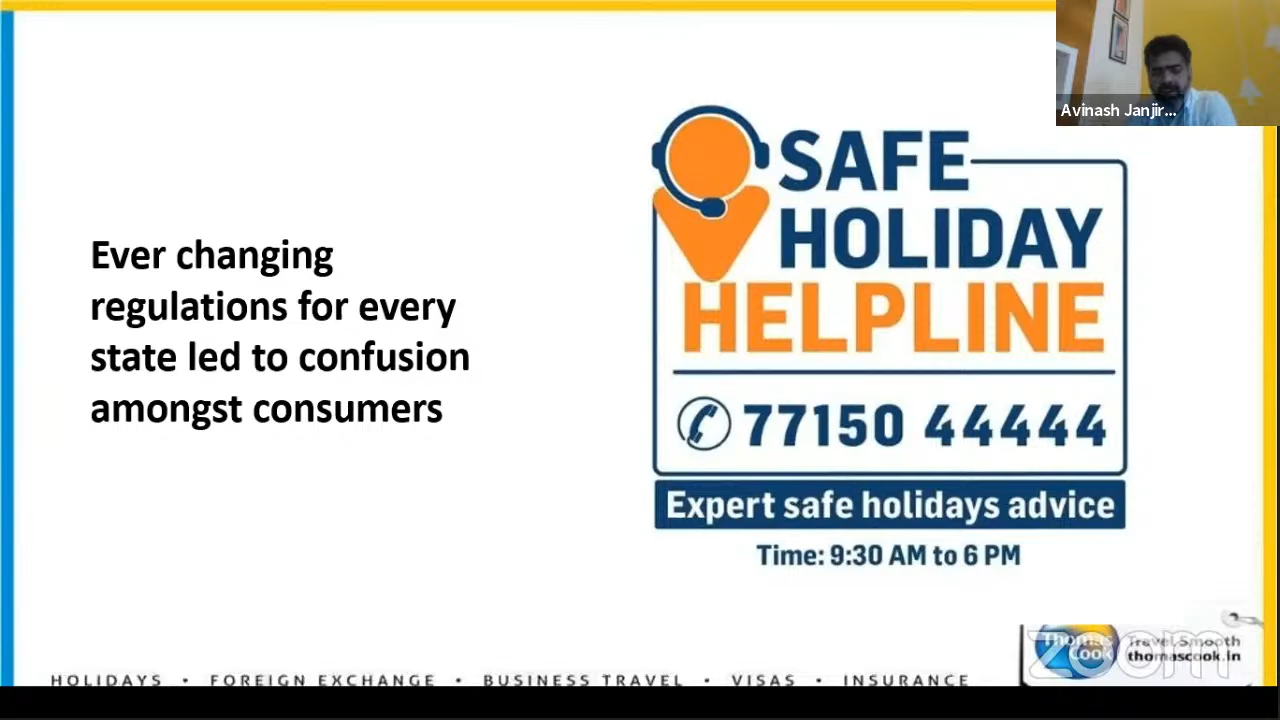 Avinash Janjir...
Ever changing
regulations for every
state led to confusion
amongst consumers
SAFE
HOLIDAY
HELPLINE
77150 44444
Expert safe holidays advice
Time: 9:30 AM to 6 PM
Thomas
Cook
Travel Smooth
thomascook.in
zoom
HOLIDAYS • FOREIGN EXCHANGE • BUSINESS TRAVEL • VISAS • INSURANCE